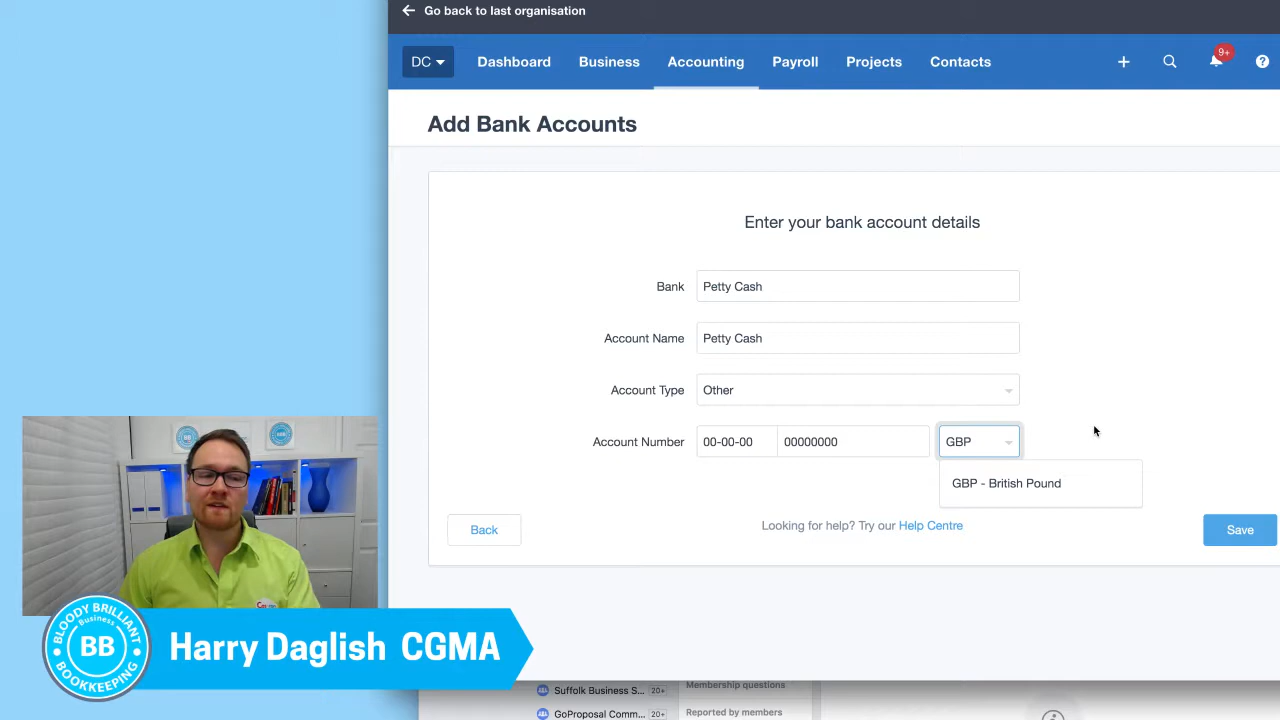 Go back to last organisation
DC Dashboard Business Accounting Payroll Projects Contacts + 9+ ?
Add Bank Accounts
Enter your bank account details
Bank Petty Cash
Account Name Petty Cash
Account Type Other
Account Number 00-00-00 00000000 GBP
GBP - British Pound
Back Looking for help? Try our Help Centre Save
BLOODY BRILLIANT
Business
BB
BOOKKEEPING
Harry Daglish CGMA
Suffolk Business S... 20+ Membership questions
GoProposal Comm... 20+ Reported by members